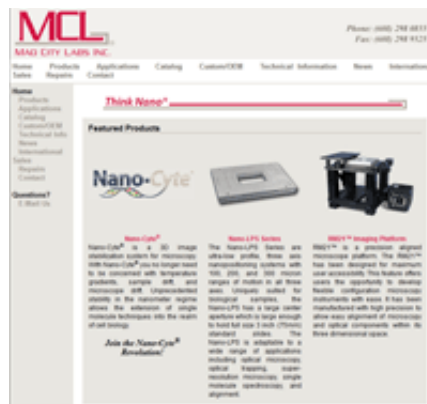 MCL
MAD CITY LABS INC.
Phone: (608) 298 0855
Fax: (608) 298 9525
Home Products Applications Catalog Custom/OEM Technical Information News International
Sales Repairs Contact
Home
Products
Applications
Catalog
Custom/OEM
Technical Info
News
International
Sales
Repairs
Contact
Questions?
E-Mail Us
Think Nano®
Featured Products
Nano-Cyte®
Nano-Cyte®
Nano-Cyte® is a 3D image
stabilization system for microscopy.
With Nano-Cyte® you no longer need
to be concerned with temperature
gradients, sample drift, and
microscope drift. Unprecedented
stability in the nanometer regime
allows the extension of single
molecule techniques into the realm
of cell biology.
Join the Nano-Cyte®
Revolution!
Nano-LPS Series
The Nano-LPS Series are
ultra-low profile, three axis
nanopositioning systems with
100, 200, and 300 micron
ranges of motion in all three
axes. Uniquely suited for
biological samples, the
Nano-LPS has a large center
aperture which is large enough
to hold full size 3 inch (75mm)
standard slides. The
Nano-LPS is adaptable to a
wide range of applications
including optical microscopy,
optical trapping, super-
resolution microscopy, single
molecule spectroscopy, and
alignment.
RM21™ Imaging Platform
RM21™ is a precision aligned
microscope platform. The RM21™
has been designed for maximum
user accessibility. This feature offers
users the opportunity to develop
flexible configuration microscopy
instruments with ease. It has been
manufactured with high precision to
allow easy alignment of microscopy
and optical components within its
three dimensional space.